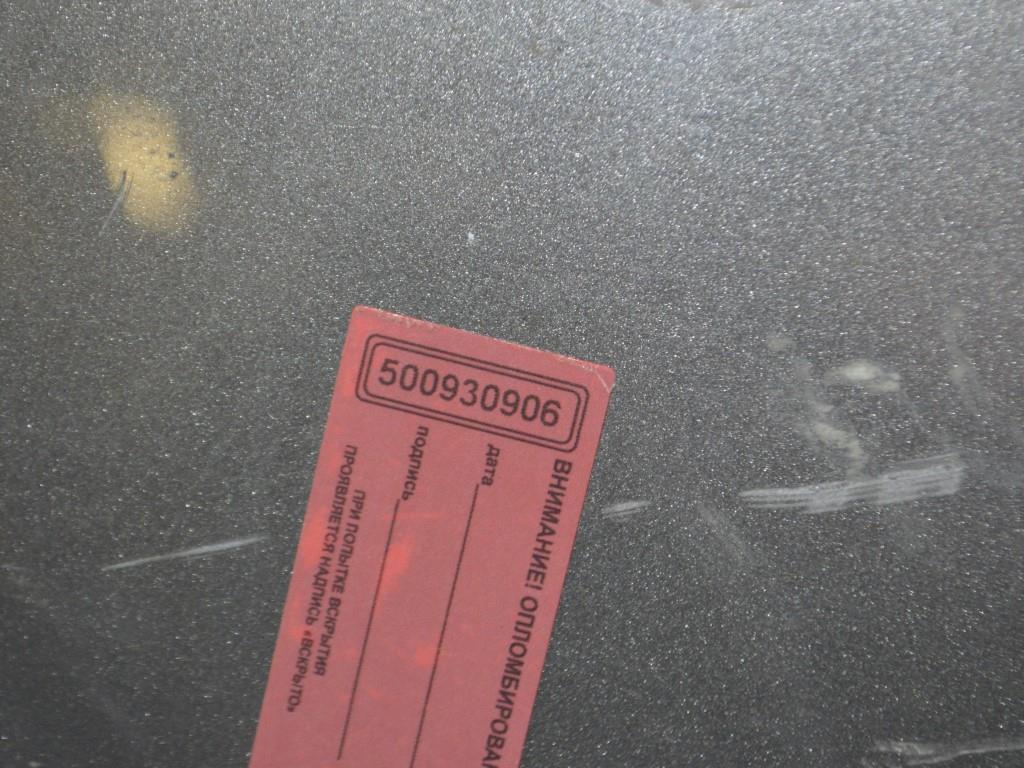 500930906
ВНИМАНИЕ! ОПЛОМБИРОВА
дата
подпись
ПРИ ПОПЫТКЕ ВСКРЫТИЯ
ПРОЯВЛЯЕТСЯ НАДПИСЬ «ВСКРЫТО»